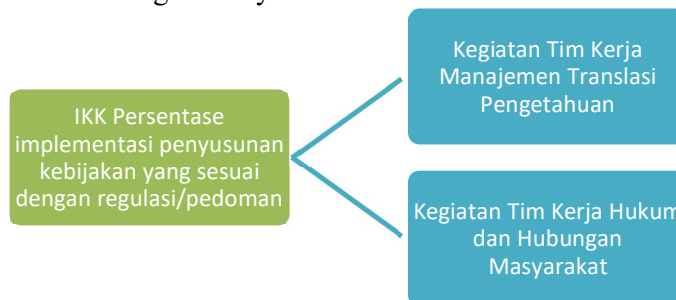 IKK Persentase
implementasi penyusunan
kebijakan yang sesuai
dengan regulasi/pedoman
Kegiatan Tim Kerja
Manajemen Translasi
Pengetahuan
Kegiatan Tim Kerja Hukum
dan Hubungan
Masyarakat